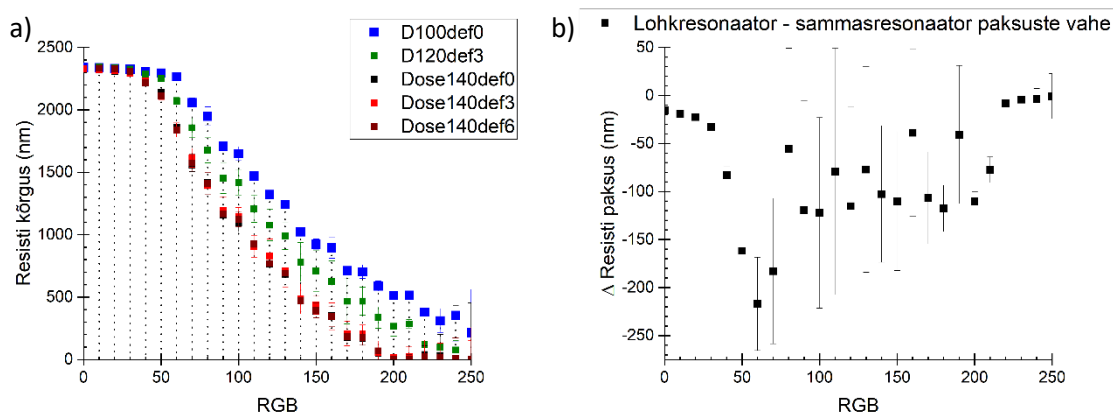 a)
D100def0
D120def3
Dose140def0
Dose140def3
Dose140def6
Resisti kõrgus (nm)
2500
2000
1500
1000
500
0
0 50 100 150 200 250
RGB
b)
Lohkresonaator - sammasresonaator paksuste vahe
Δ Resisti paksus (nm)
50
0
-50
-100
-150
-200
-250
0 50 100 150 200 250
RGB